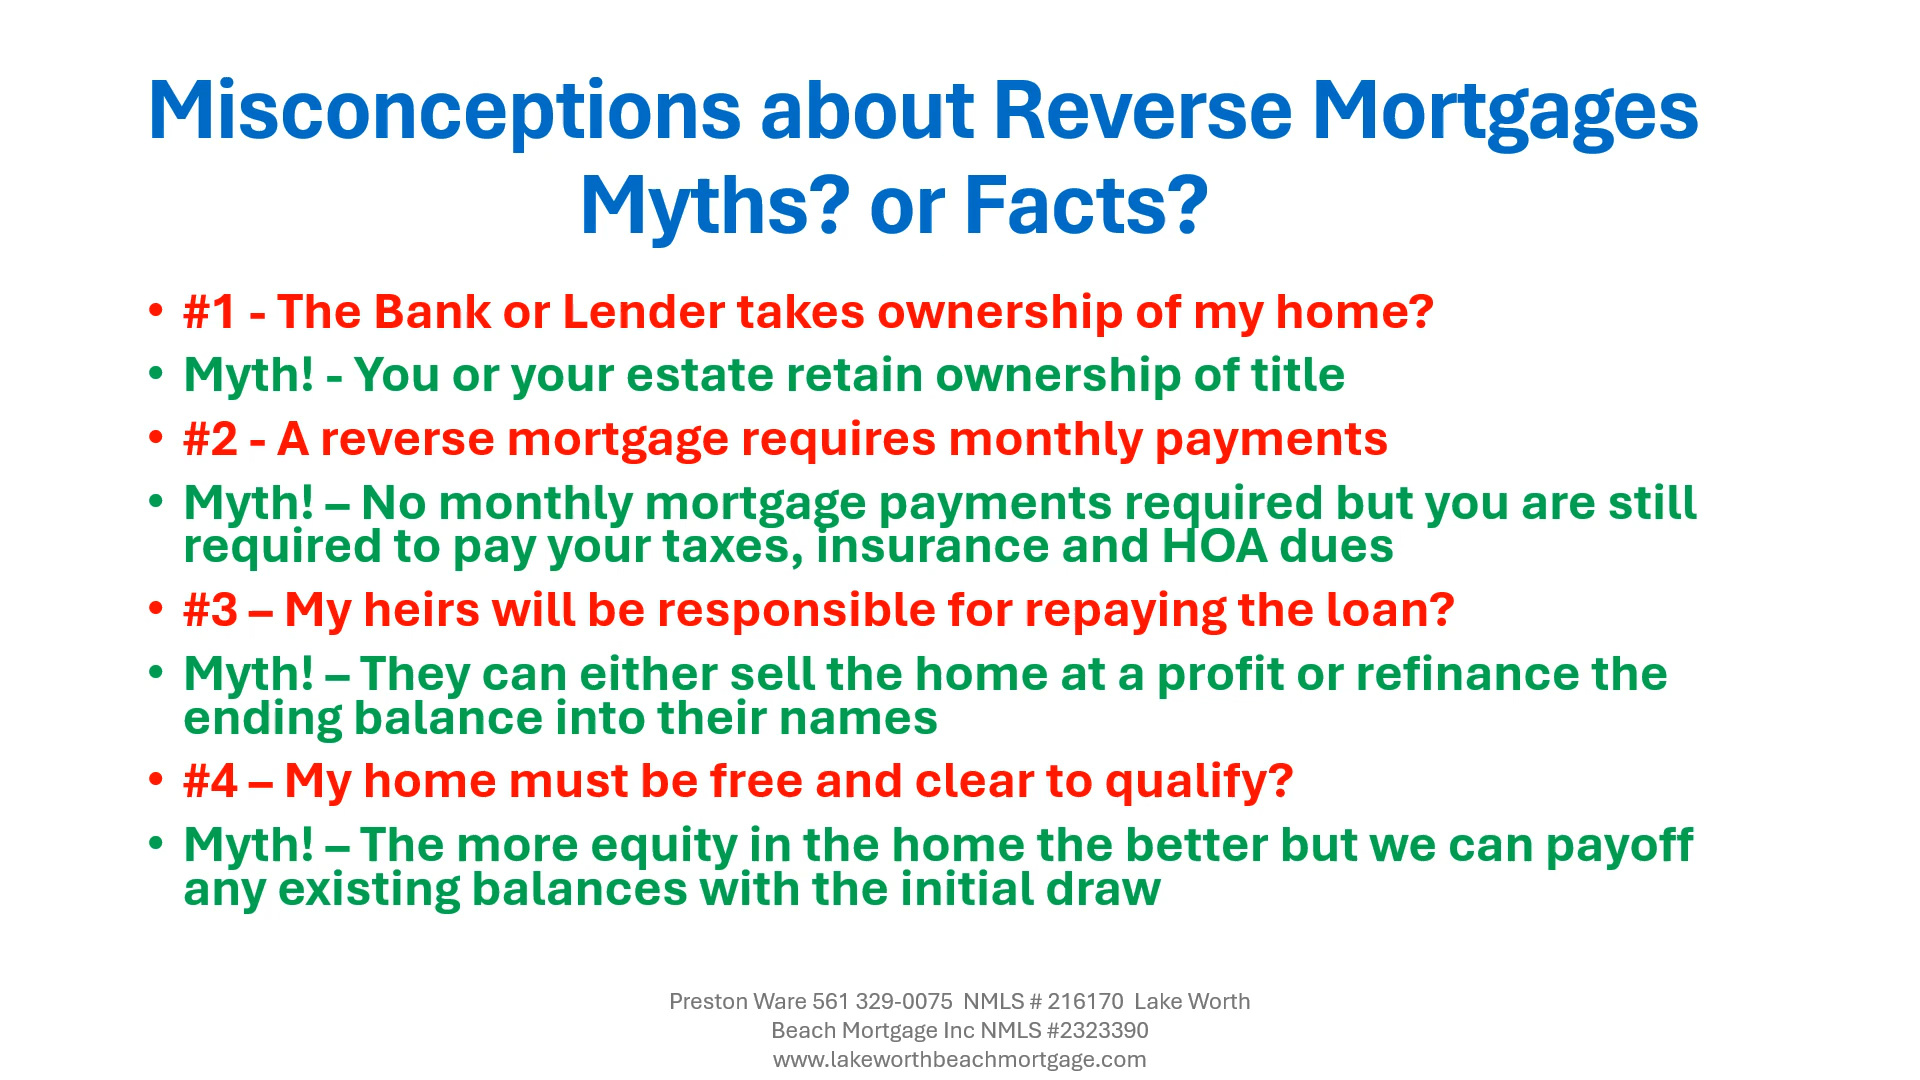 Misconceptions about Reverse Mortgages
Myths? or Facts?
• #1 - The Bank or Lender takes ownership of my home?
• Myth! - You or your estate retain ownership of title
• #2 - A reverse mortgage requires monthly payments
• Myth! – No monthly mortgage payments required but you are still
required to pay your taxes, insurance and HOA dues
• #3 – My heirs will be responsible for repaying the loan?
• Myth! – They can either sell the home at a profit or refinance the
ending balance into their names
• #4 – My home must be free and clear to qualify?
• Myth! – The more equity in the home the better but we can payoff
any existing balances with the initial draw
Preston Ware 561 329-0075 NMLS # 216170 Lake Worth
Beach Mortgage Inc NMLS #2323390
www.lakeworthbeachmortgage.com